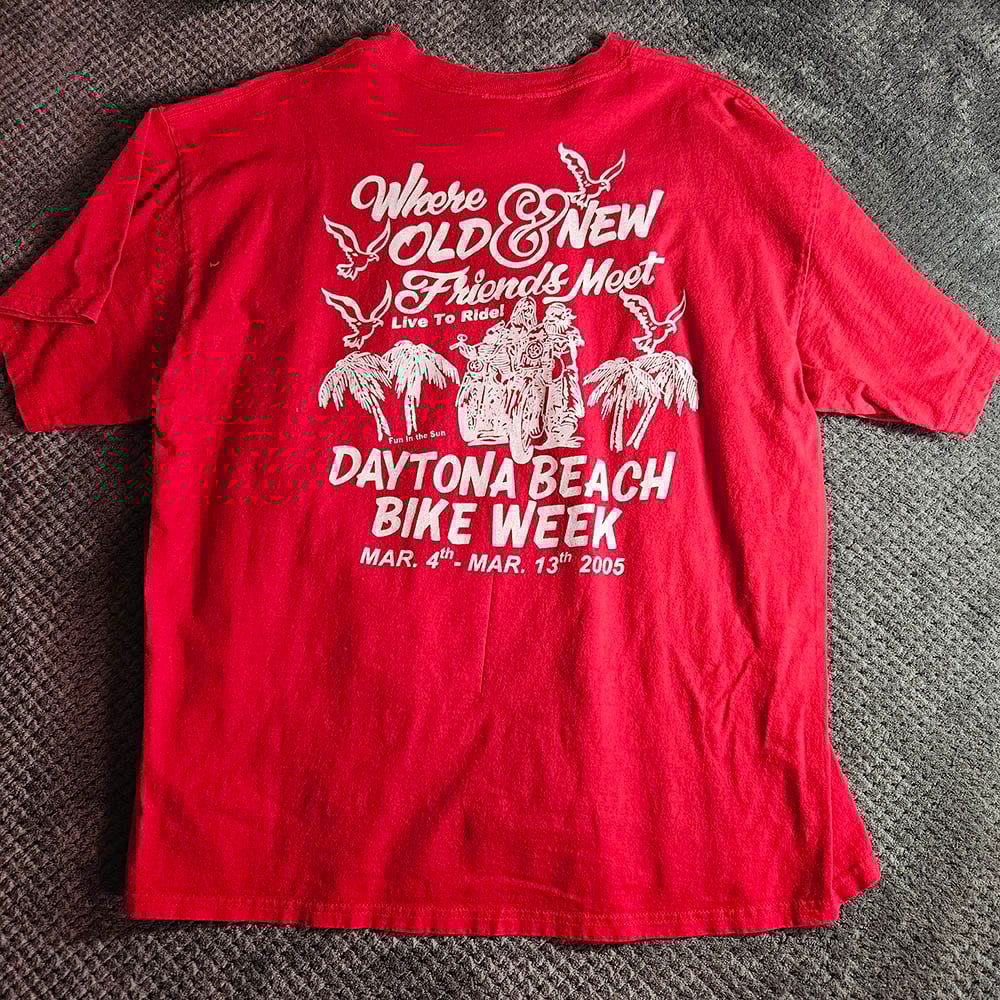 Where
OLD & NEW
Friends Meet
Live To Ride!
Fun In the Sun
DAYTONA BEACH
BIKE WEEK
MAR. 4th - MAR. 13th 2005